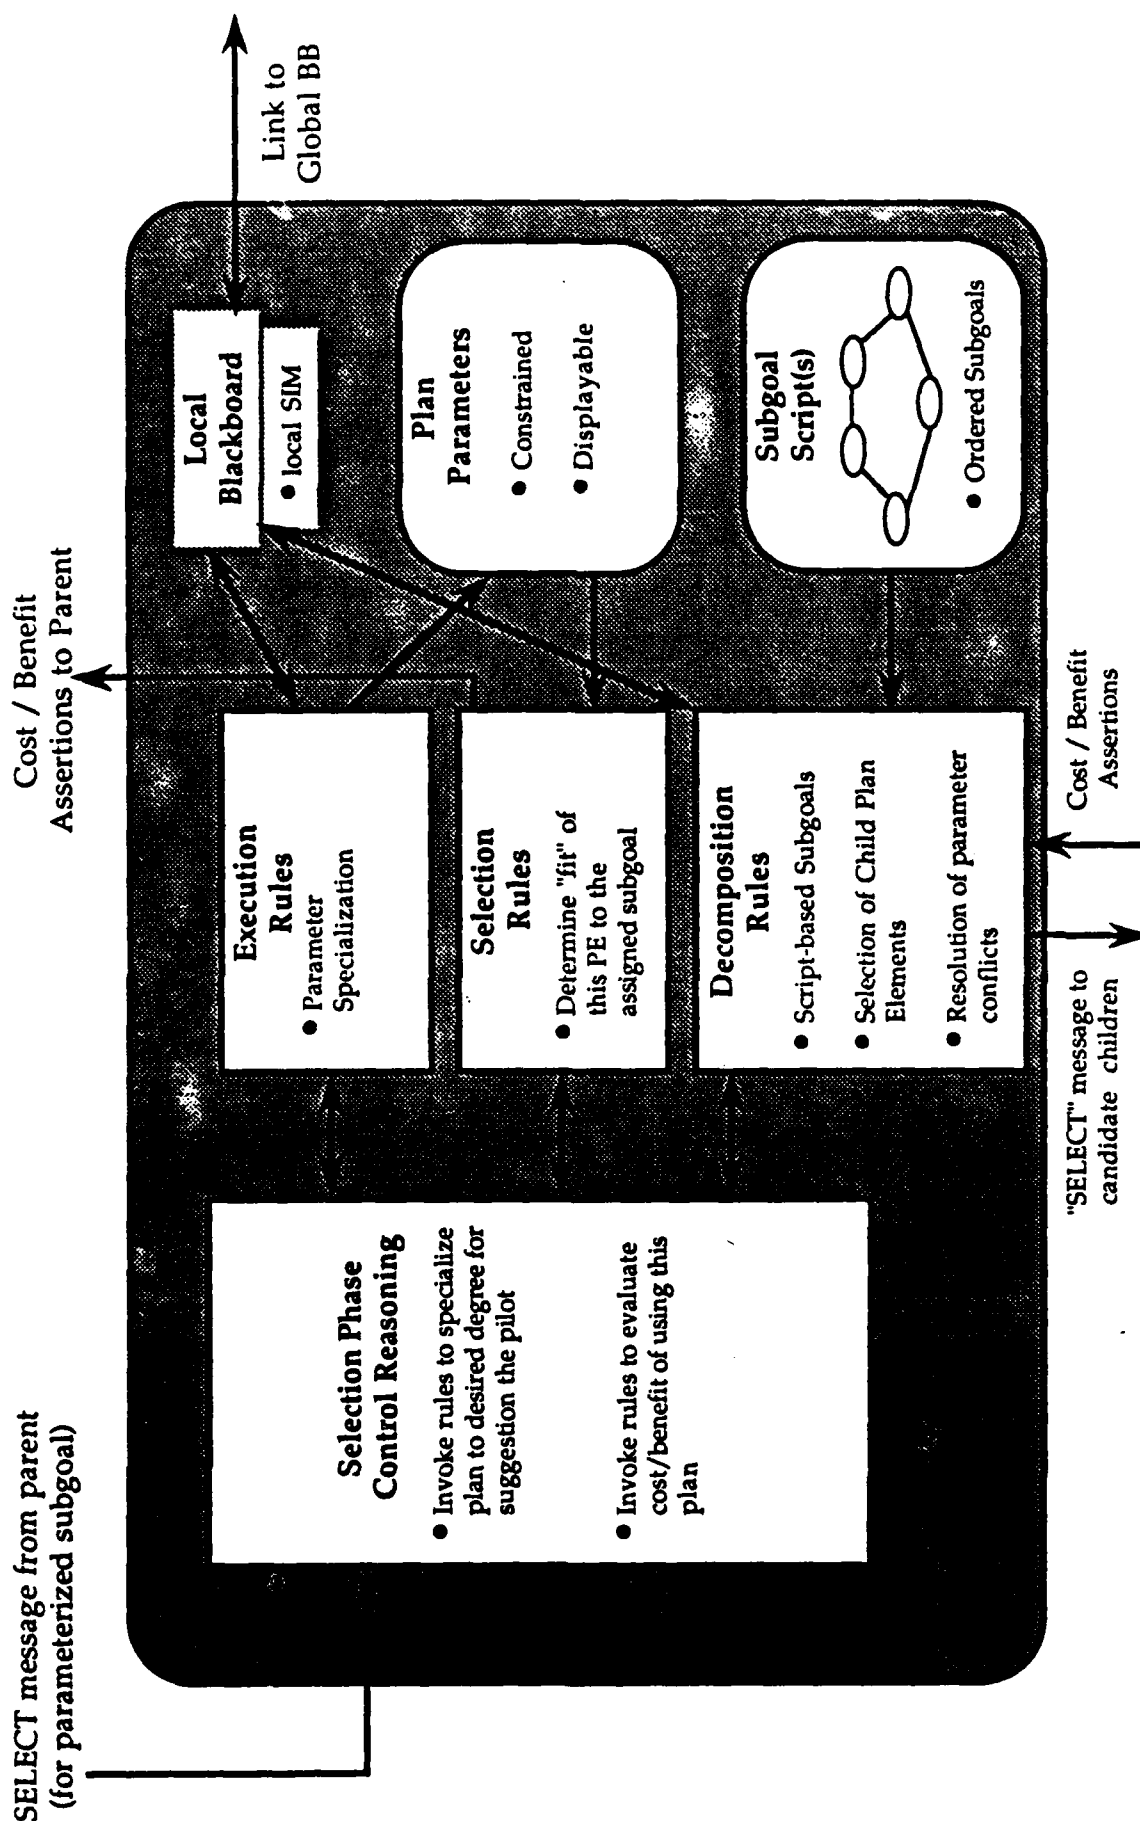 SELECT message from parent
(for parameterized subgoal)
Cost / Benefit
Assertions to Parent
Link to
Global BB
Selection Phase
Control Reasoning
● Invoke rules to specialize
plan to desired degree for
suggestion the pilot
● Invoke rules to evaluate
cost/benefit of using this
plan
Execution
Rules
● Parameter
Specialization
Selection
Rules
● Determine "fit" of
this PE to the
assigned subgoal
Decomposition
Rules
● Script-based Subgoals
● Selection of Child Plan
Elements
● Resolution of parameter
conflicts
Local
Blackboard
● local SIM
Plan
Parameters
● Constrained
● Displayable
Subgoal
Script(s)
● Ordered Subgoals
"SELECT" message to
candidate children
Cost / Benefit
Assertions